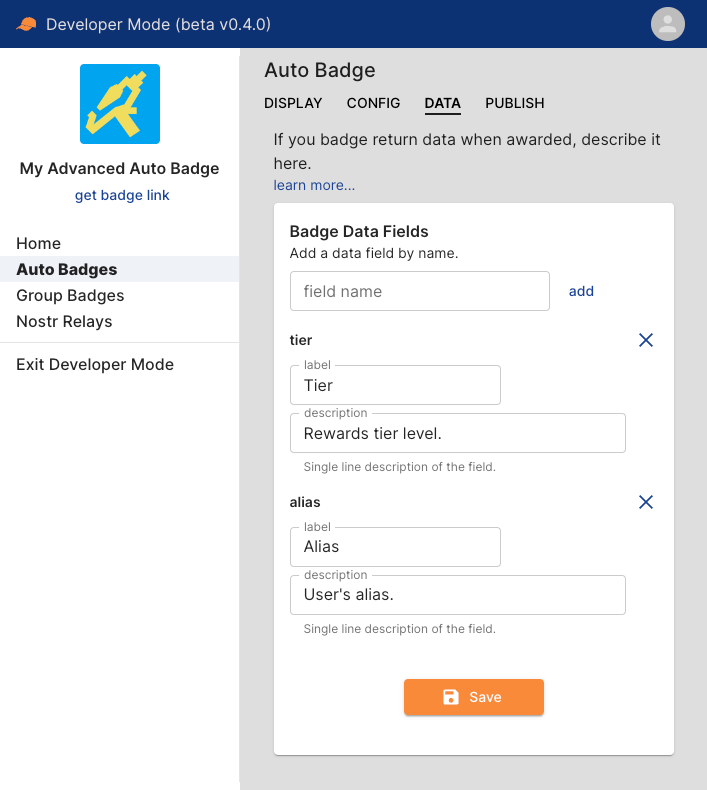 Developer Mode (beta v0.4.0)
My Advanced Auto Badge
get badge link
Home
Auto Badges
Group Badges
Nostr Relays
Exit Developer Mode
Auto Badge
DISPLAY CONFIG DATA PUBLISH
If you badge return data when awarded, describe it
here.
learn more...
Badge Data Fields
Add a data field by name.
field name add
tier
label
Tier
description
Rewards tier level.
Single line description of the field.
alias
label
Alias
description
User's alias.
Single line description of the field.
Save